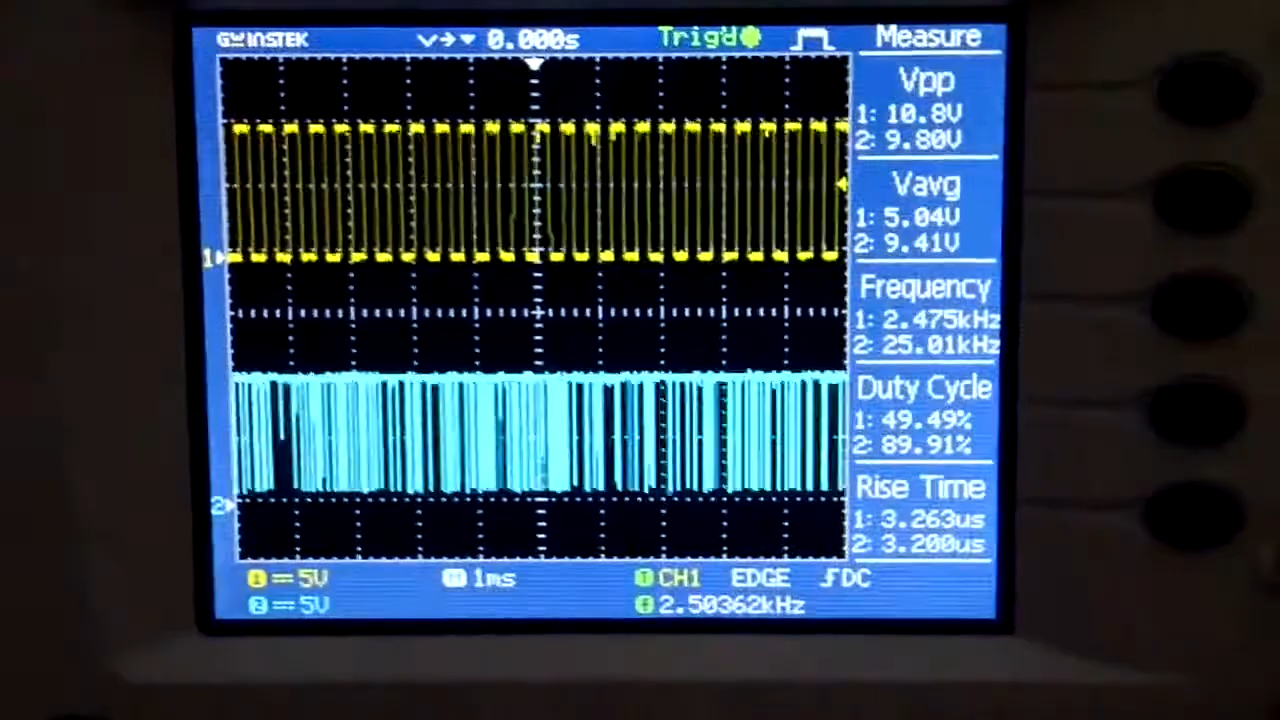 GWINSTEK 0.000s Trig'd Measure
Vpp
1: 10.8V
2: 9.80V
Vavg
1: 5.04V
2: 9.41V
Frequency
1: 2.475kHz
2: 25.01kHz
Duty Cycle
1: 49.49%
2: 89.91%
Rise Time
1: 3.263us
2: 3.200us
1
2
1 5V 1ms T CH1 EDGE DC
2 5V 2.50362kHz